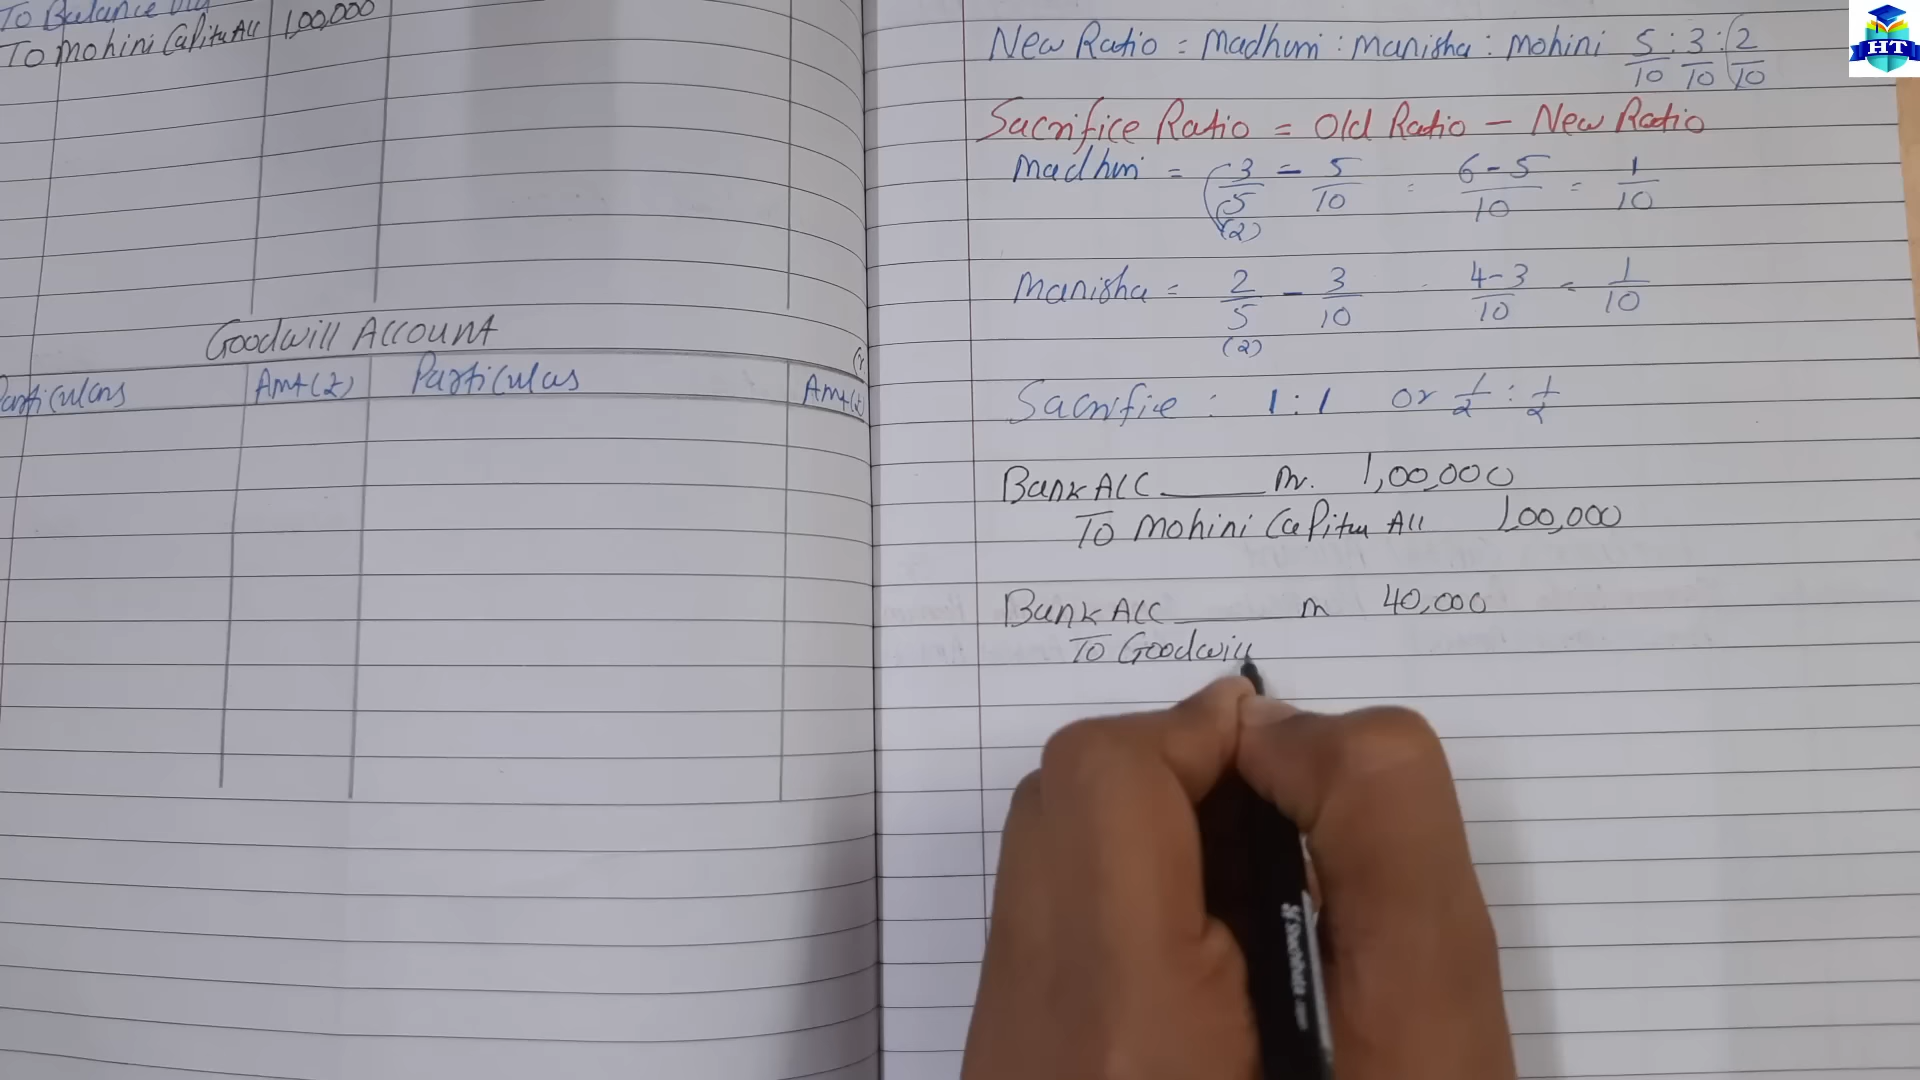 To Balance b/d
To Mohini Capital A/c 1,00,000
Goodwill Account
Particulars Amt(₹) Particulars Amt(₹)
New Ratio = Madhuri : Manisha : Mohini 5/10 : 3/10 : 2/10
Sacrifice Ratio = Old Ratio - New Ratio
Madhuri = 3/5 - 5/10 = 6-5/10 = 1/10
(2)
Manisha = 2/5 - 3/10 4-3/10 = 1/10
(2)
Sacrifice : 1 : 1 or 1/2 : 1/2
Bank A/C Dr. 1,00,000
To Mohini Capital A/c 1,00,000
Bank A/C Dr 40,000
To Goodwill
HT